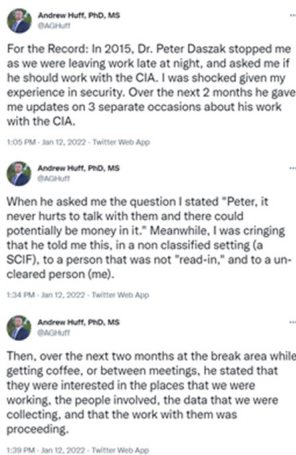 Andrew Huff, PhD, MS
@AGHuff
For the Record: In 2015, Dr. Peter Daszak stopped me
as we were leaving work late at night, and asked me if
he should work with the CIA. I was shocked given my
experience in security. Over the next 2 months he gave
me updates on 3 separate occasions about his work
with the CIA.
1:05 PM · Jan 12, 2022 · Twitter Web App
Andrew Huff, PhD, MS
@AGHuff
When he asked me the question I stated "Peter, it
never hurts to talk with them and there could
potentially be money in it." Meanwhile, I was cringing
that he told me this, in a non classified setting (a
SCIF), to a person that was not "read-in," and to a un-
cleared person (me).
1:34 PM · Jan 12, 2022 · Twitter Web App
Andrew Huff, PhD, MS
@AGHuff
Then, over the next two months at the break area while
getting coffee, or between meetings, he stated that
they were interested in the places that we were
working, the people involved, the data that we were
collecting, and that the work with them was
proceeding.
1:39 PM · Jan 12, 2022 · Twitter Web App